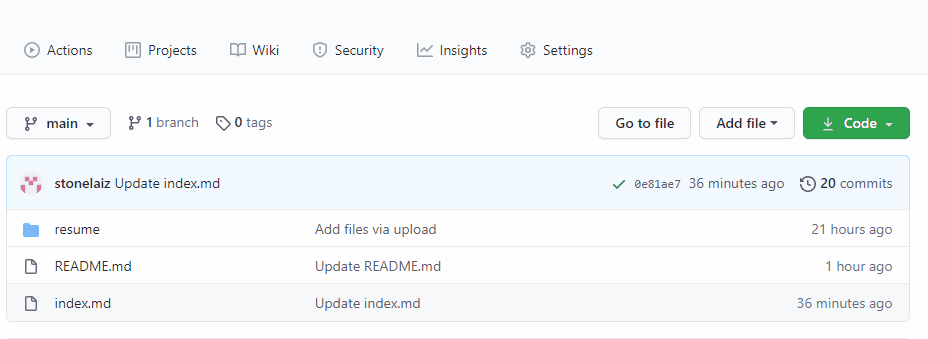 Actions Projects Wiki Security Insights Settings
main 1 branch 0 tags Go to file Add file Code
stonelaiz Update index.md 0e81ae7 36 minutes ago 20 commits
resume Add files via upload 21 hours ago
README.md Update README.md 1 hour ago
index.md Update index.md 36 minutes ago